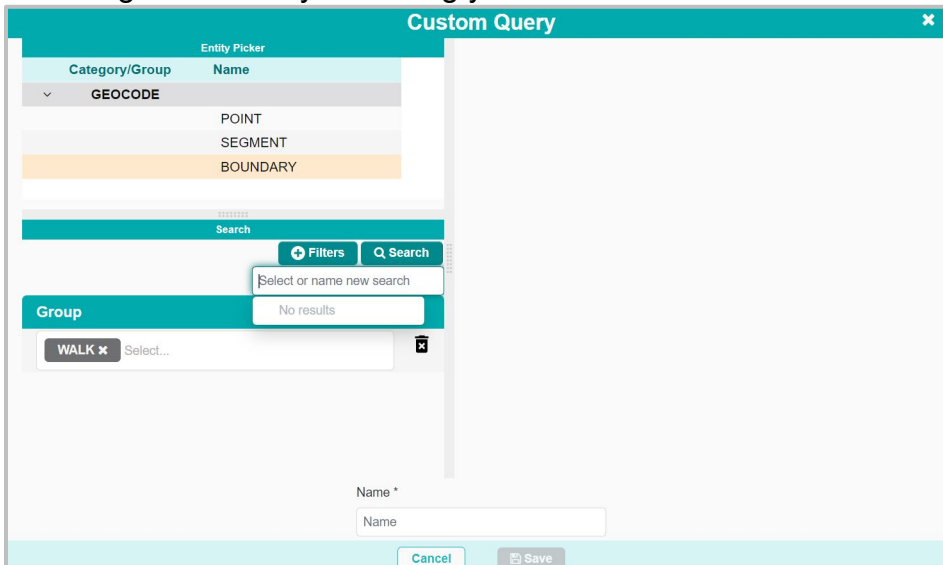 Custom Query
Entity Picker
Category/Group Name
GEOCODE
POINT
SEGMENT
BOUNDARY
Search
Filters Search
Select or name new search
No results
Group
WALK Select...
Name *
Name
Cancel Save